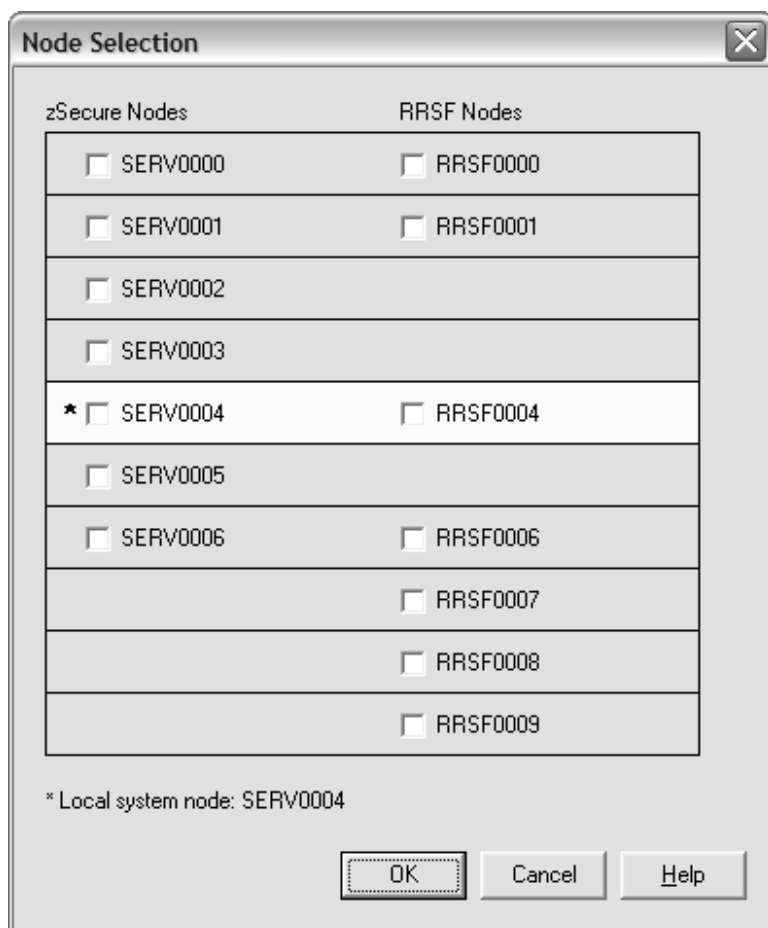 Node Selection
zSecure Nodes RRSF Nodes
SERV0000 RRSF0000
SERV0001 RRSF0001
SERV0002
SERV0003
* SERV0004 RRSF0004
SERV0005
SERV0006 RRSF0006
RRSF0007
RRSF0008
RRSF0009
* Local system node: SERV0004
OK Cancel Help